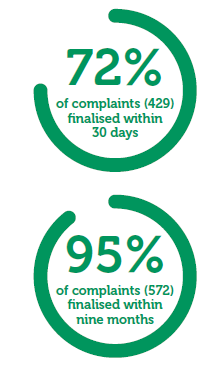 72%
of complaints (429)
finalised within
30 days
95%
of complaints (572)
finalised within
nine months